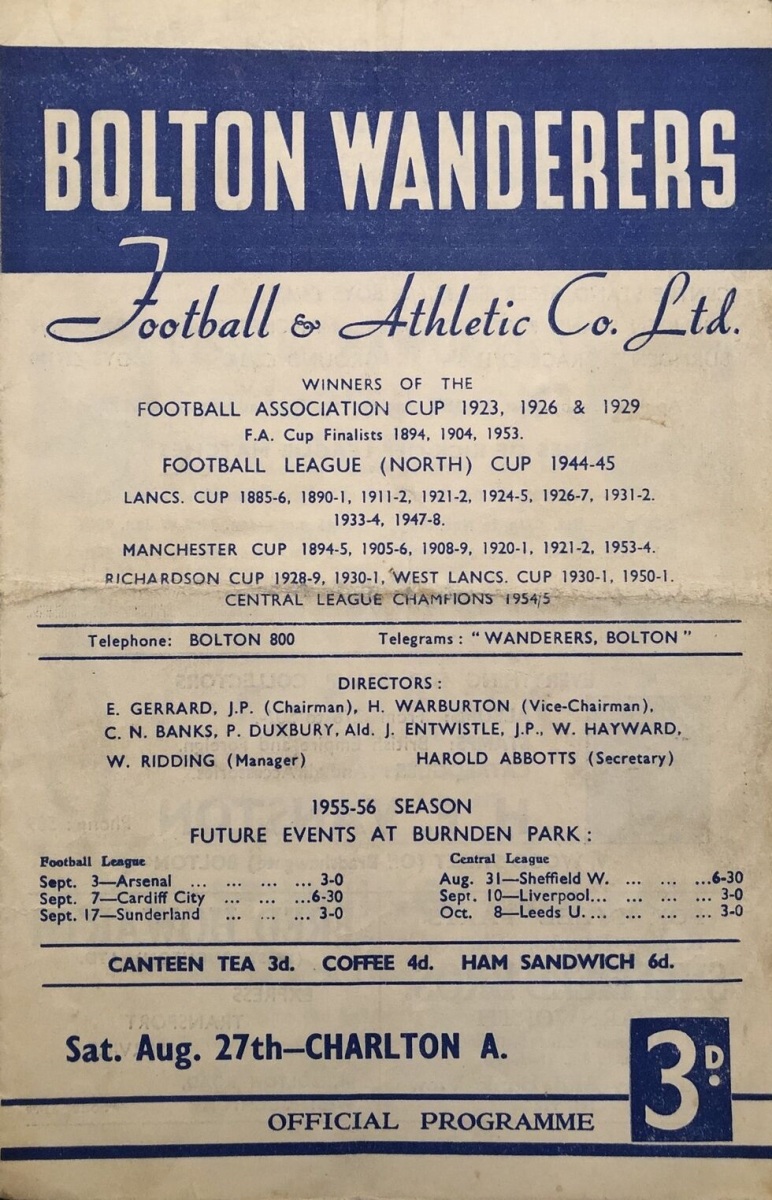 BOLTON WANDERERS
Football & Athletic Co. Ltd.
WINNERS OF THE
FOOTBALL ASSOCIATION CUP 1923, 1926 & 1929
F.A. Cup Finalists 1894, 1904, 1953.
FOOTBALL LEAGUE (NORTH) CUP 1944-45
LANCS. CUP 1885-6, 1890-1, 1911-2, 1921-2, 1924-5, 1926-7, 1931-2.
1933-4, 1947-8.
MANCHESTER CUP 1894-5, 1905-6, 1908-9, 1920-1, 1921-2, 1953-4.
RICHARDSON CUP 1928-9, 1930-1, WEST LANCS. CUP 1930-1, 1950-1.
CENTRAL LEAGUE CHAMPIONS 1954/5
Telephone: BOLTON 800 Telegrams: "WANDERERS, BOLTON"
DIRECTORS:
E. GERRARD, J.P. (Chairman), H. WARBURTON (Vice-Chairman),
C. N. BANKS, P. DUXBURY, Ald. J. ENTWISTLE, J.P., W. HAYWARD,
W. RIDDING (Manager) HAROLD ABBOTTS (Secretary)
1955-56 SEASON
FUTURE EVENTS AT BURNDEN PARK:
Football League Central League
Sept. 3—Arsenal ... ... ... ... 3-0 Aug. 31—Sheffield W. ... ... ...6-30
Sept. 7—Cardiff City ... ... ...6-30 Sept. 10—Liverpool... ... ... ... 3-0
Sept. 17—Sunderland ... ... ... 3-0 Oct. 8—Leeds U.... ... ... ... 3-0
CANTEEN TEA 3d. COFFEE 4d. HAM SANDWICH 6d.
Sat. Aug. 27th—CHARLTON A.
3D.
OFFICIAL PROGRAMME